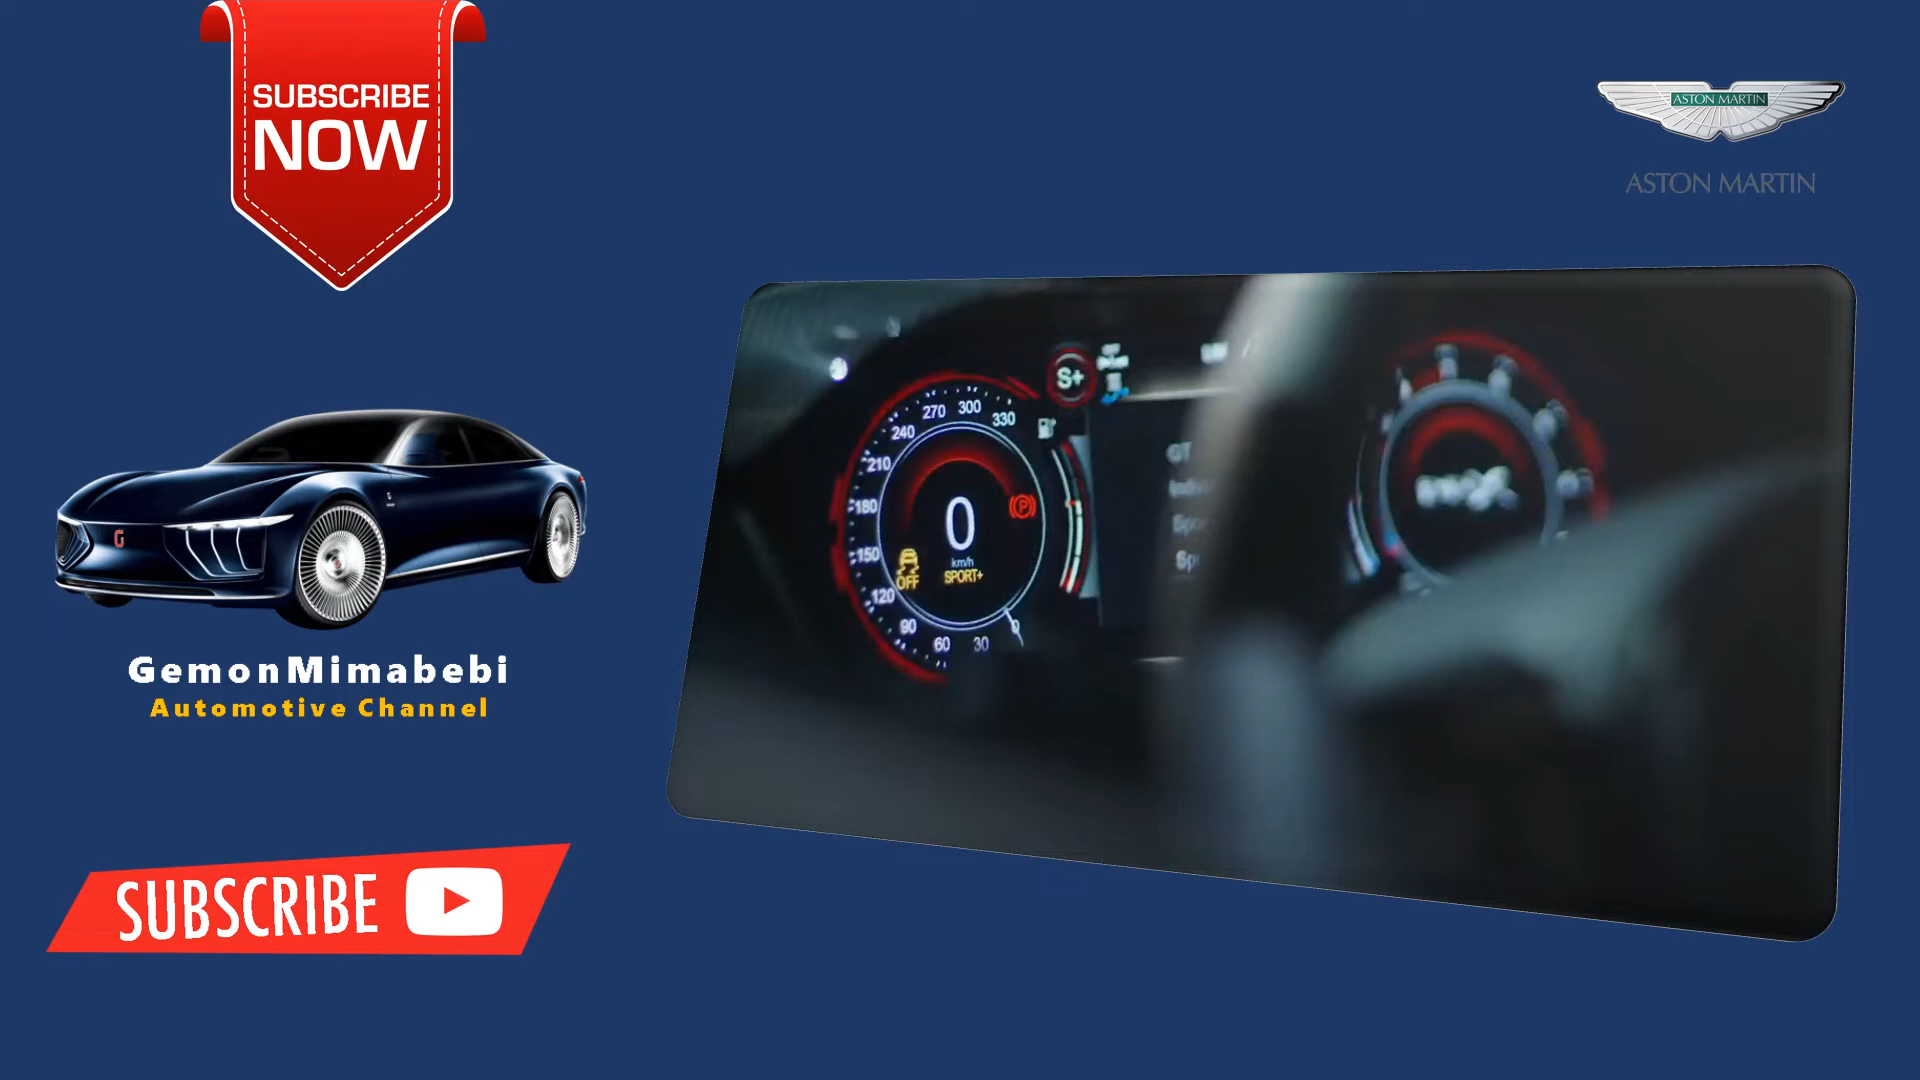 SUBSCRIBE
NOW
ASTON MARTIN
ASTON MARTIN
S+
270
300
330
240
210
180
150
120
90
60
30
0
0
km/h
SPORT+
OFF
P
GT
G
GemonMimabebi
Automotive Channel
SUBSCRIBE